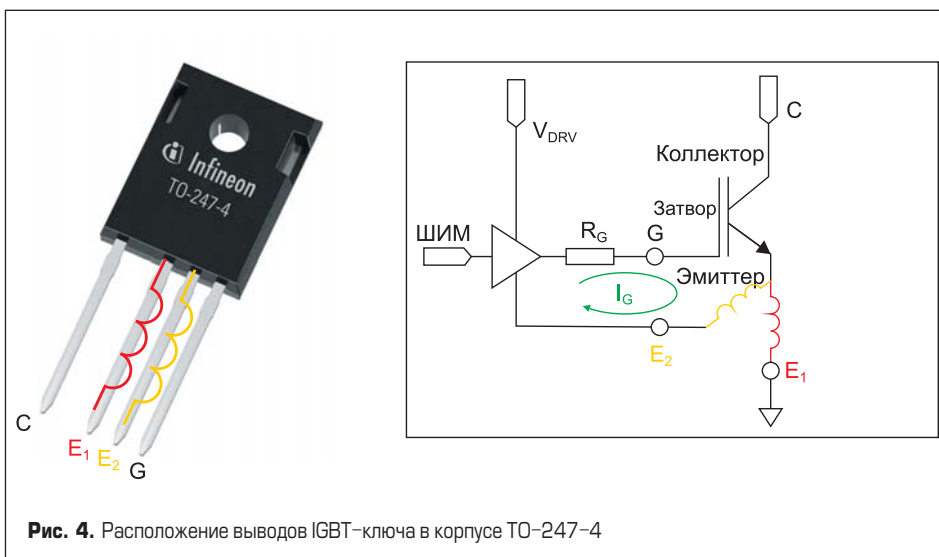 Infineon
TO-247-4
C
E1
E2
G
VDRV
C
Коллектор
Затвор
ШИМ
RG
G
Эмиттер
IG
E2
E1
Рис. 4. Расположение выводов IGBT-ключа в корпусе TO-247-4